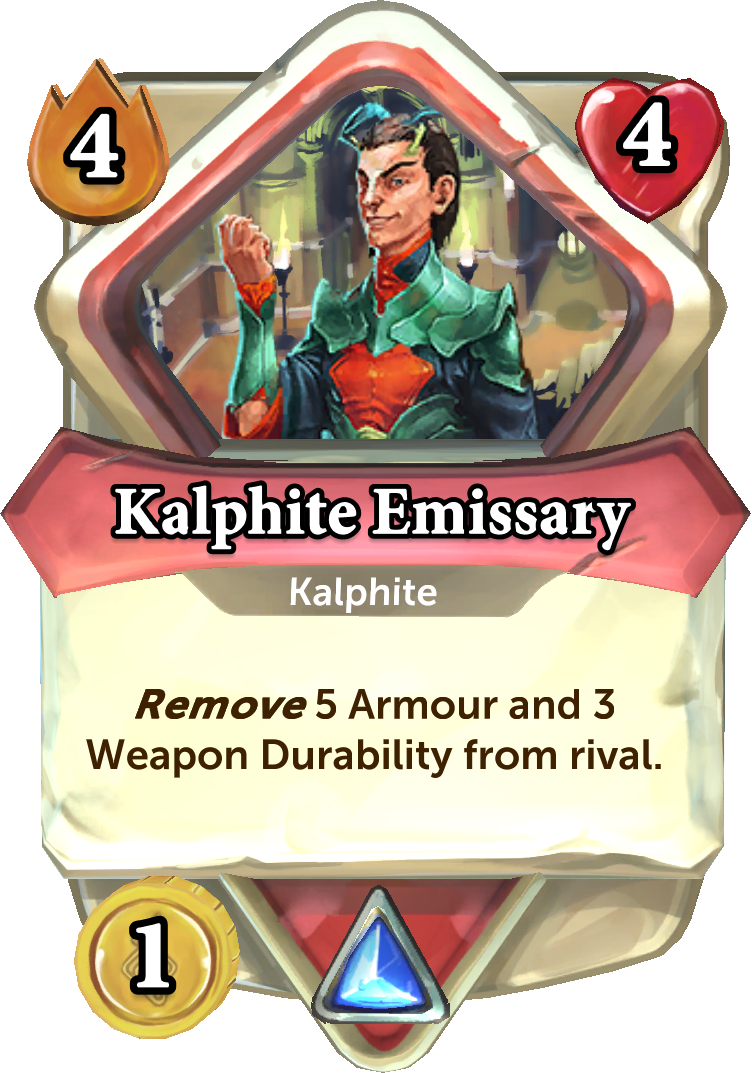 4
4
Kalphite Emissary
Kalphite
Remove 5 Armour and 3
Weapon Durability from rival.
1